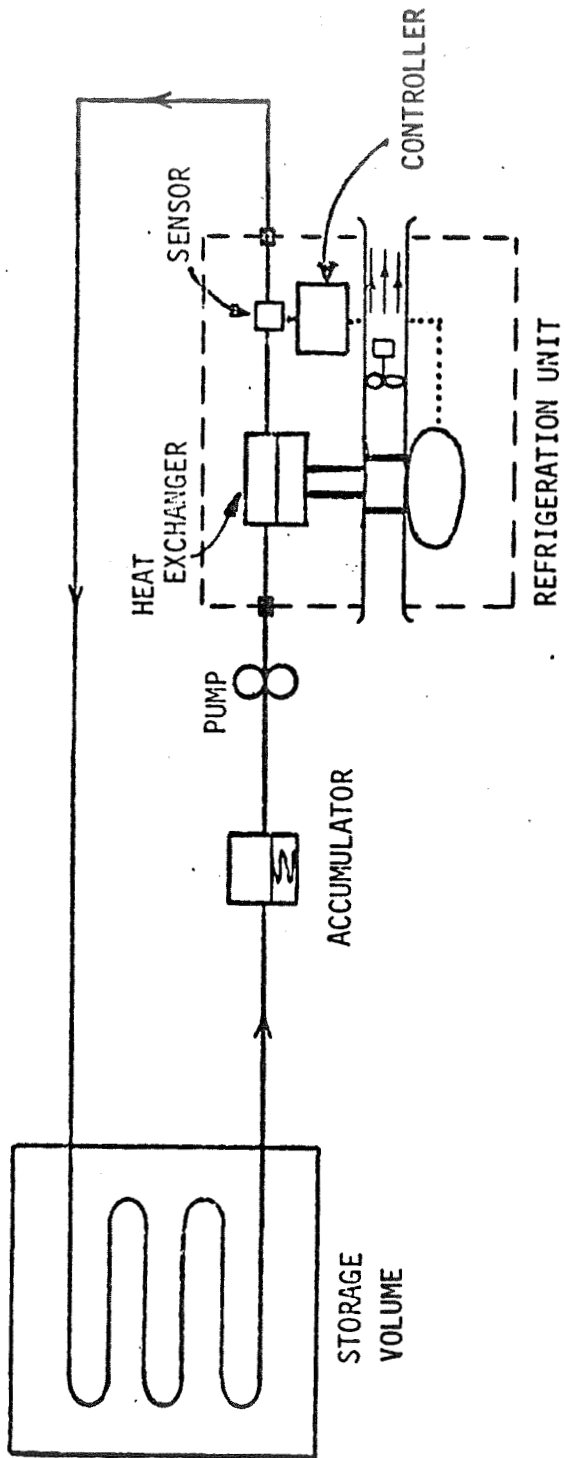 STORAGE
VOLUME
ACCUMULATOR
PUMP
HEAT
EXCHANGER
SENSOR
CONTROLLER
REFRIGERATION UNIT